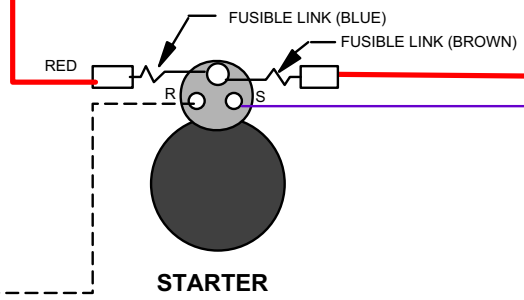 FUSIBLE LINK (BLUE)
FUSIBLE LINK (BROWN)
RED
R
S
STARTER